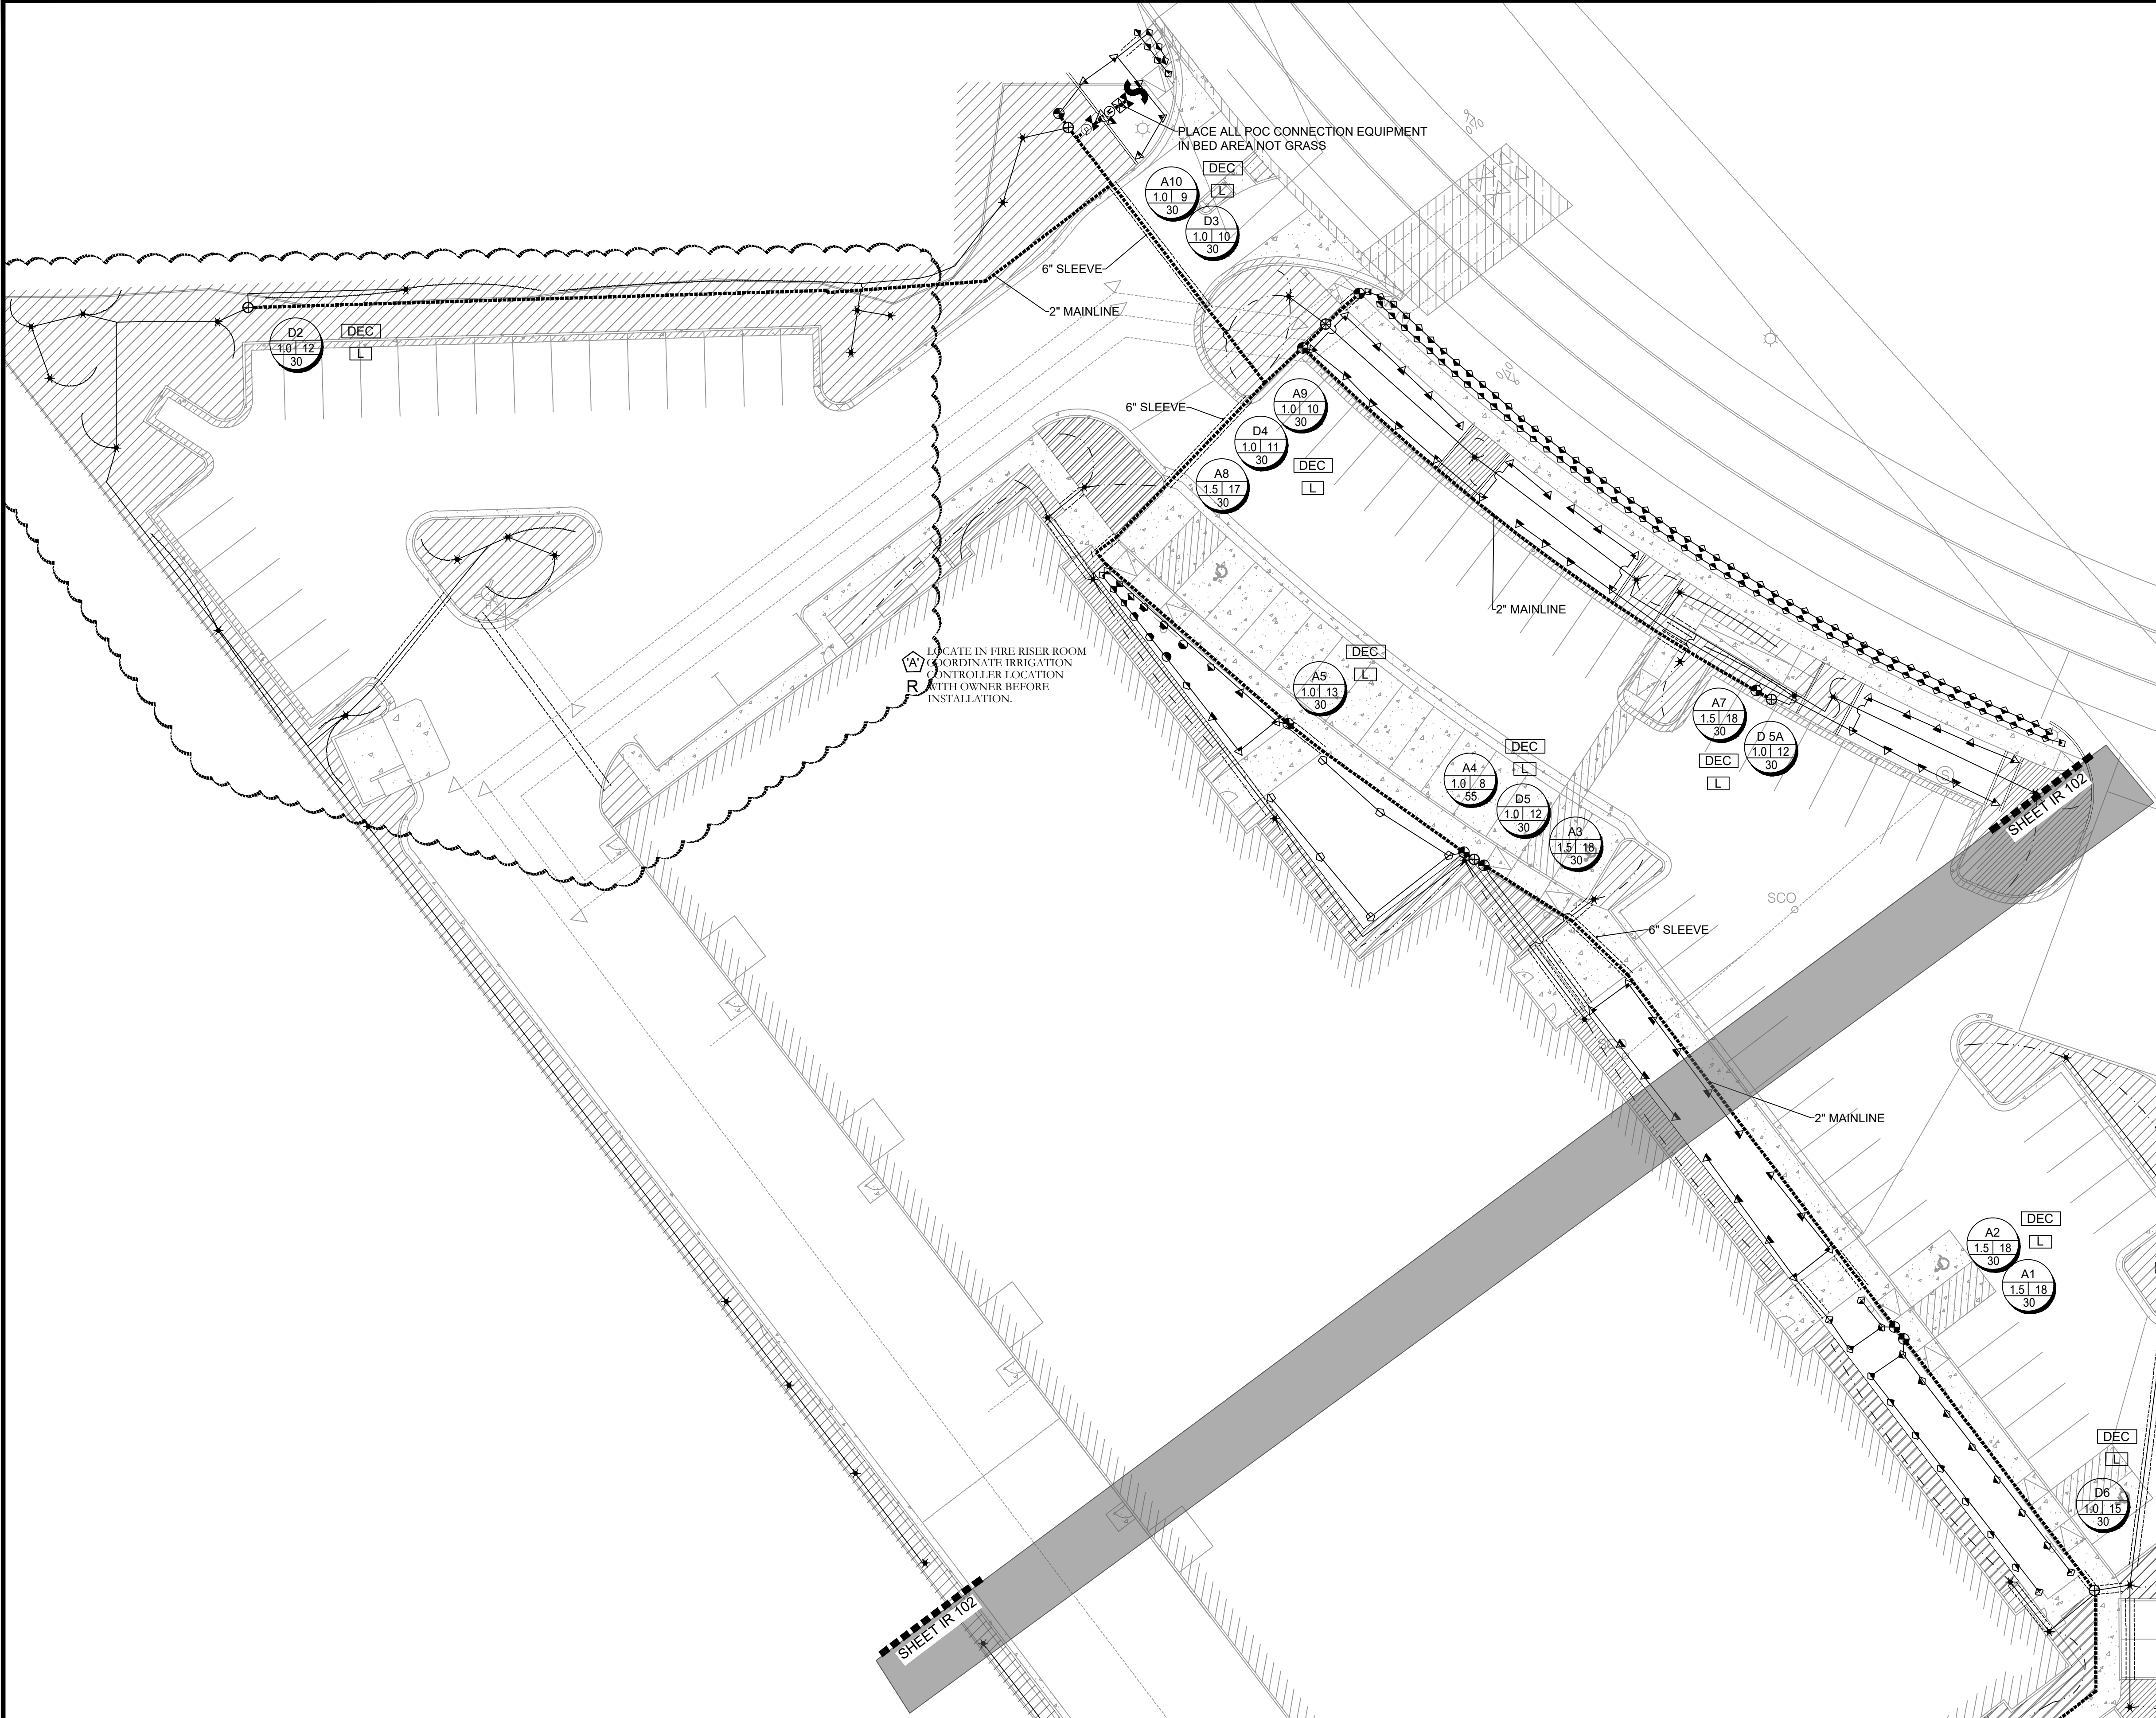 PLACE ALL POC CONNECTION EQUIPMENT
IN BED AREA NOT GRASS
DEC
L
A10
1.0 9
30
D3
1.0 10
30
6" SLEEVE
2" MAINLINE
D2
1.0 12
30
DEC
L
6" SLEEVE
A9
1.0 10
30
D4
1.0 11
30
A8
1.5 17
30
DEC
L
2" MAINLINE
'A'
R
LOCATE IN FIRE RISER ROOM
COORDINATE IRRIGATION
CONTROLLER LOCATION
WITH OWNER BEFORE
INSTALLATION.
DEC
L
A5
1.0 13
30
A7
1.5 18
30
D 5A
1.0 12
30
DEC
L
DEC
L
A4
1.0 8
55
D5
1.0 12
30
A3
1.5 18
30
S
SHEET IR 102
SCO
6" SLEEVE
2" MAINLINE
DEC
L
A2
1.5 18
30
A1
1.5 18
30
DEC
L
D6
1.0 15
30
SHEET IR 102